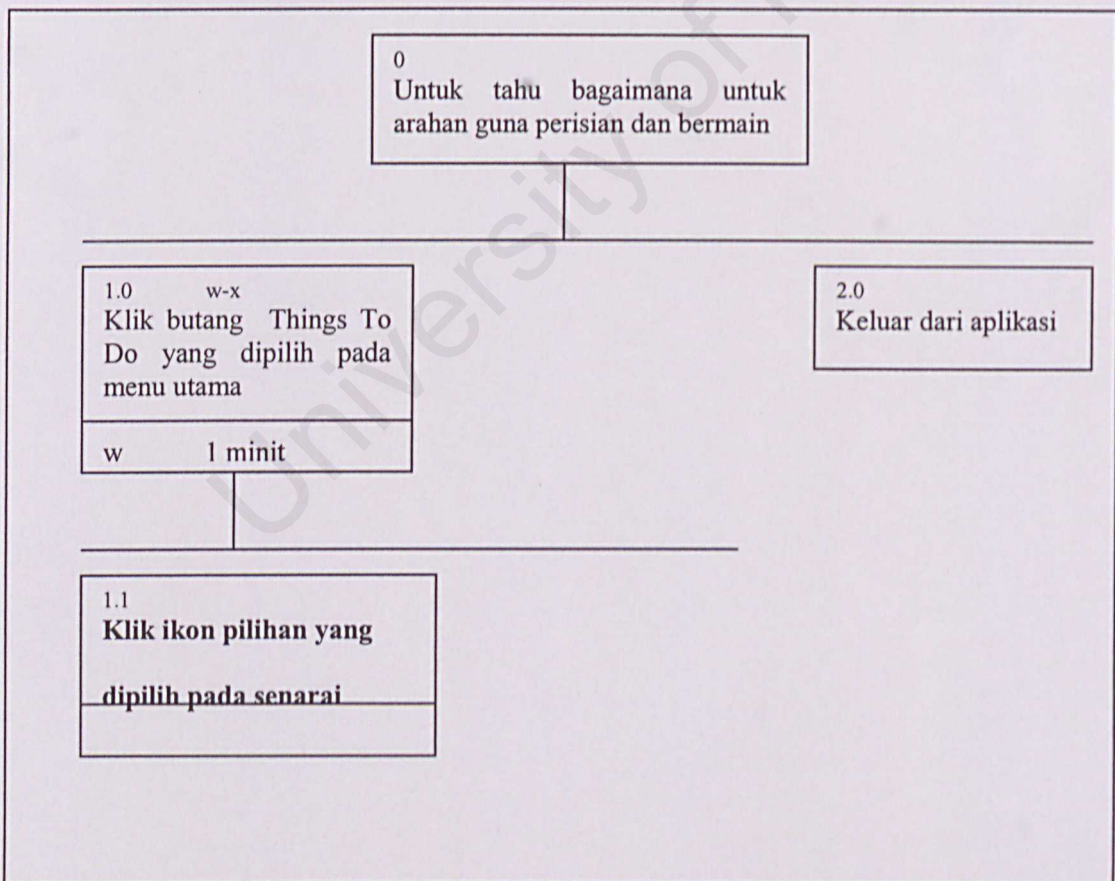 0
Untuk tahu bagaimana untuk
arahan guna perisian dan bermain
1.0 w-x
Klik butang Things To
Do yang dipilih pada
menu utama
w 1 minit
2.0
Keluar dari aplikasi
1.1
Klik ikon pilihan yang
dipilih pada senarai
University of